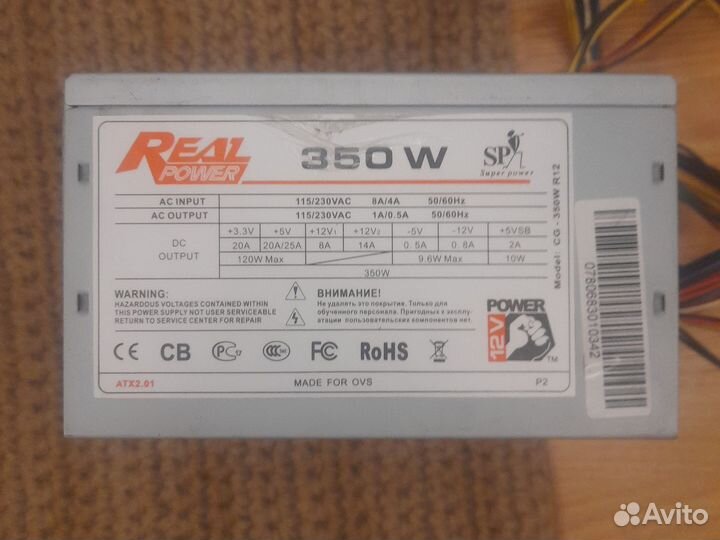 REAL POWER
350 W
SP
Super power
AC INPUT 115/230VAC 8A/4A 50/60Hz
AC OUTPUT 115/230VAC 1A/0.5A 50/60Hz
DC OUTPUT
+3.3V +5V +12V1 +12V2 -5V -12V +5VSB
20A 20A/25A 8A 14A 0.5A 0.8A 2A
120W Max 9.6W Max 10W
350W
WARNING:
HAZARDOUS VOLTAGES CONTAINED WITHIN
THIS POWER SUPPLY NOT USER SERVICEABLE
RETURN TO SERVICE CENTER FOR REPAIR
ВНИМАНИЕ!
Не удалять это покрытие. Только для
обученного персонала. Пригодных к эксплу-
атации пользовательских компонентов нет.
POWER
12V
TM
CE CB PC CCC FC RoHS
ATX2.01 MADE FOR OVS P2
Model: CG - 350W R12
0780683010342
Avito